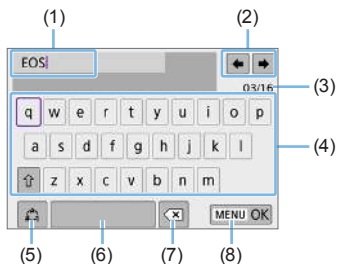 (1) (2)
EOS
03/16 (3)
q w e r t y u i o p
a s d f g h j k l (4)
z x c v b n m
MENU OK
(5) (6) (7) (8)